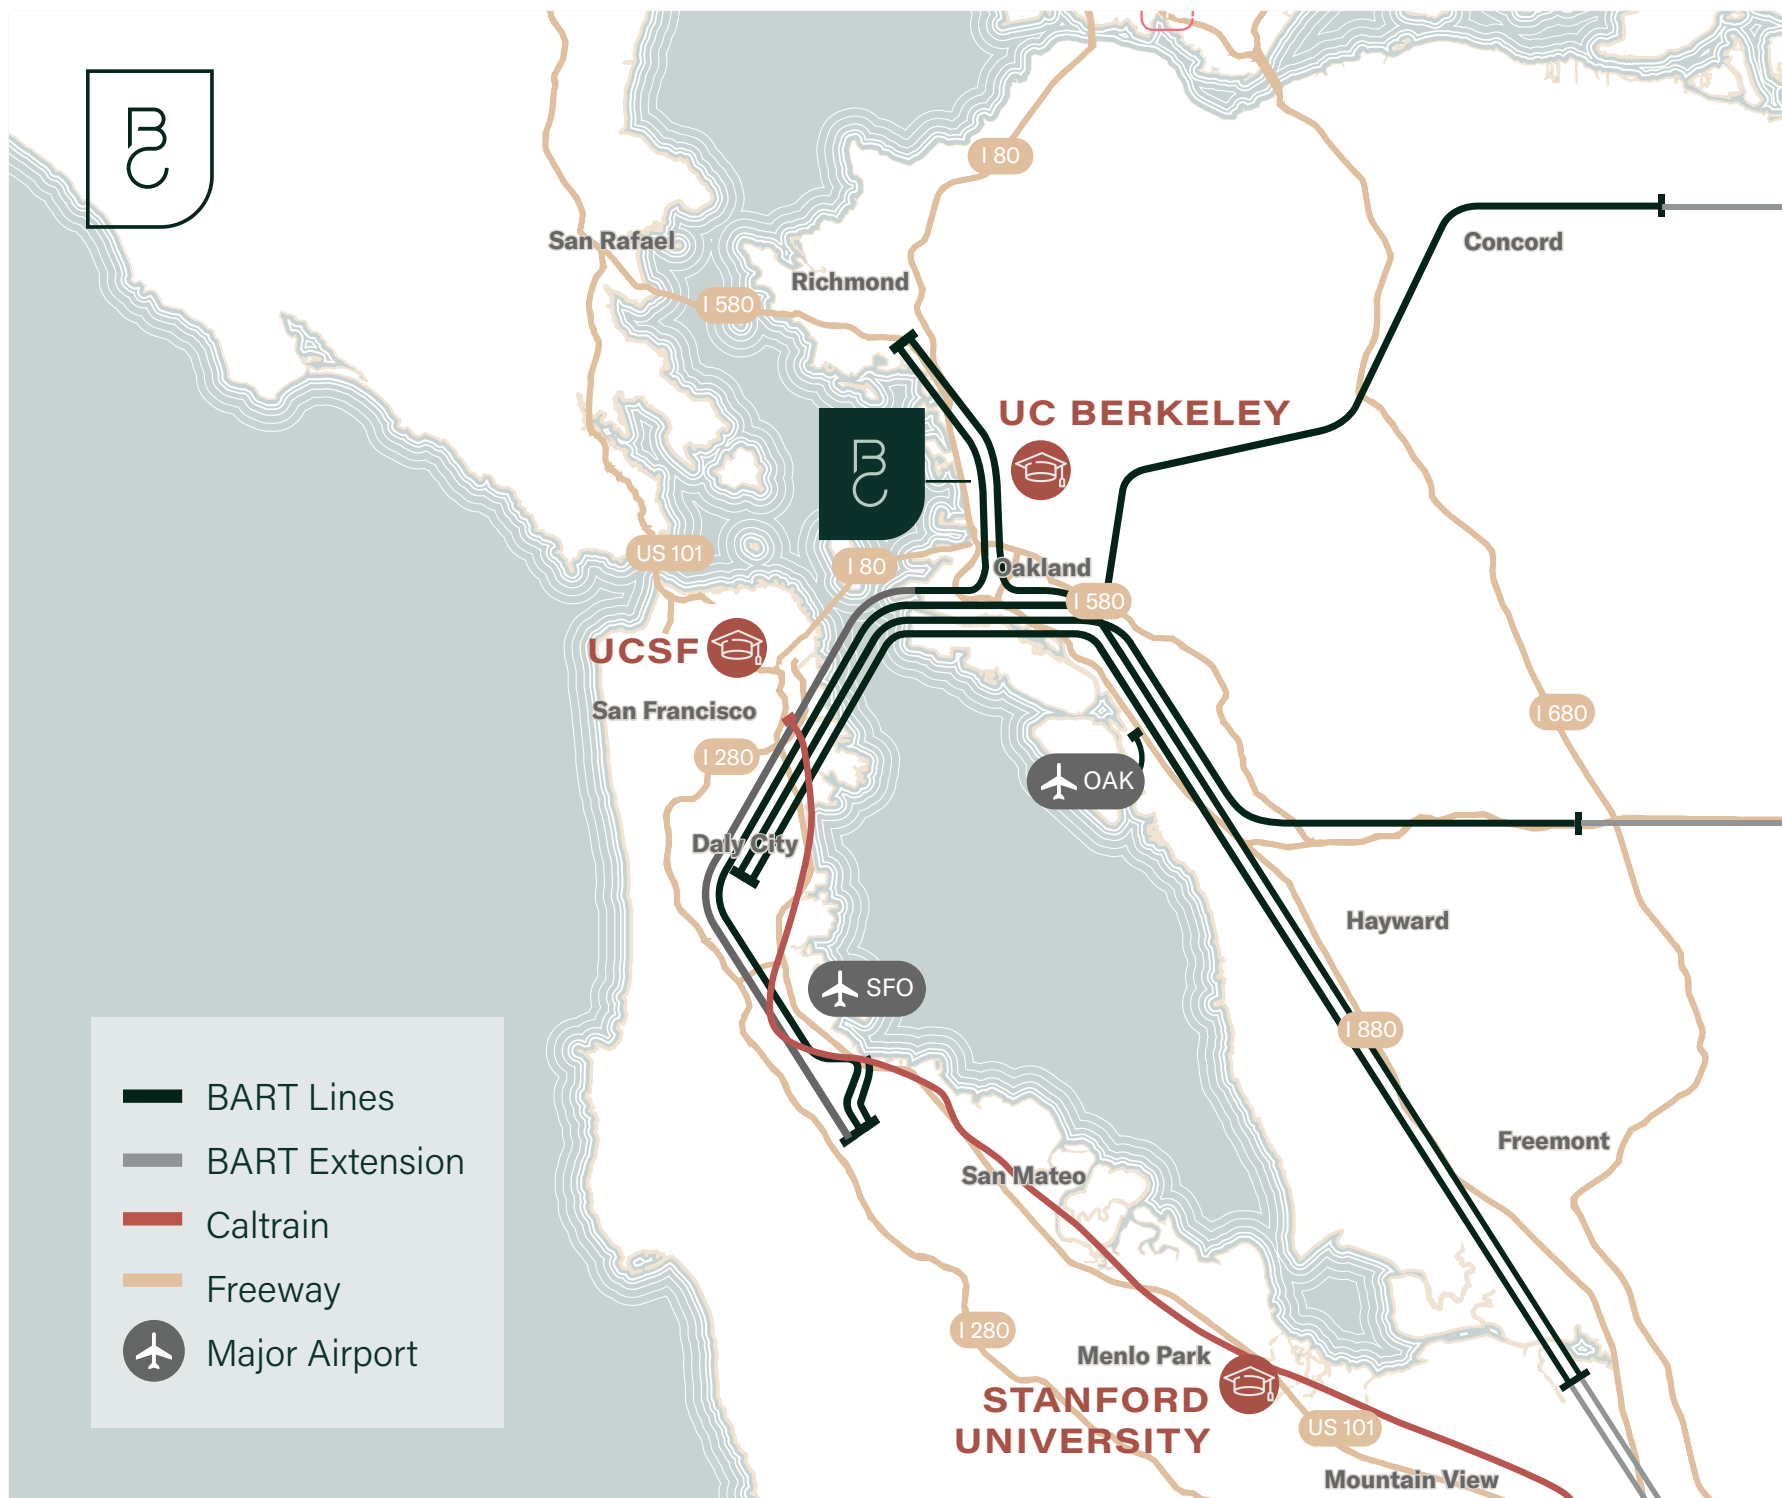 BC
I 80
San Rafael
Concord
Richmond
I 580
UC BERKELEY
BC
US 101
I 80
Oakland
I 580
UCSF
San Francisco
I 680
I 280
OAK
Daly City
Hayward
SFO
I 880
BART Lines
Freemont
BART Extension
San Mateo
Caltrain
Freeway
I 280
Major Airport
Menlo Park
STANFORD
UNIVERSITY
US 101
Mountain View